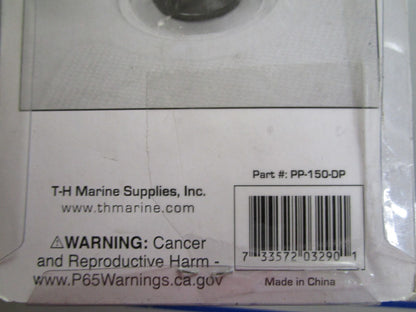 T-H Marine Supplies, Inc.
www.thmarine.com
⚠WARNING: Cancer
and Reproductive Harm -
www.P65Warnings.ca.gov
Part #: PP-150-DP
7 33572 03290 1
Made in China